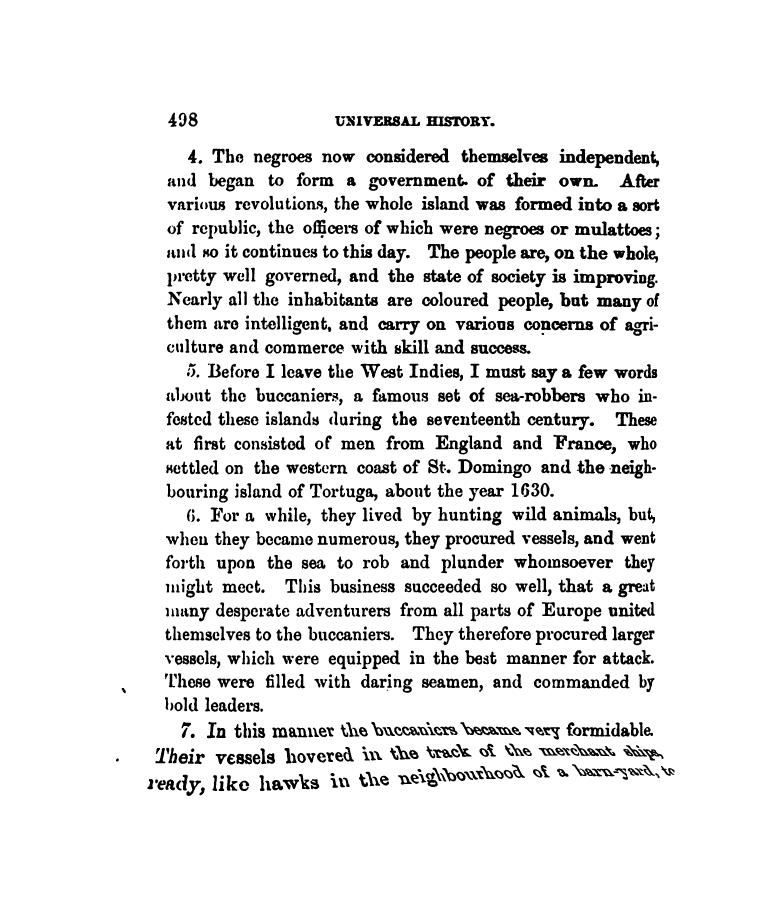 498 UNIVERSAL HISTORY.
4. The negroes now considered themselves independent,
and began to form a government of their own. After
various revolutions, the whole island was formed into a sort
of republic, the officers of which were negroes or mulattoes;
and so it continues to this day. The people are, on the whole,
pretty well governed, and the state of society is improving.
Nearly all the inhabitants are coloured people, but many of
them are intelligent, and carry on various concerns of agri-
culture and commerce with skill and success.
5. Before I leave the West Indies, I must say a few words
about the buccaniers, a famous set of sea-robbers who in-
fested these islands during the seventeenth century. These
at first consisted of men from England and France, who
settled on the western coast of St. Domingo and the neigh-
bouring island of Tortuga, about the year 1630.
6. For a while, they lived by hunting wild animals, but,
when they became numerous, they procured vessels, and went
forth upon the sea to rob and plunder whomsoever they
might meet. This business succeeded so well, that a great
many desperate adventurers from all parts of Europe united
themselves to the buccaniers. They therefore procured larger
vessels, which were equipped in the best manner for attack.
These were filled with daring seamen, and commanded by
bold leaders.
7. In this manner the buccaniers became very formidable.
Their vessels hovered in the track of the merchant ships,
ready, like hawks in the neighbourhood of a barn-yard, to